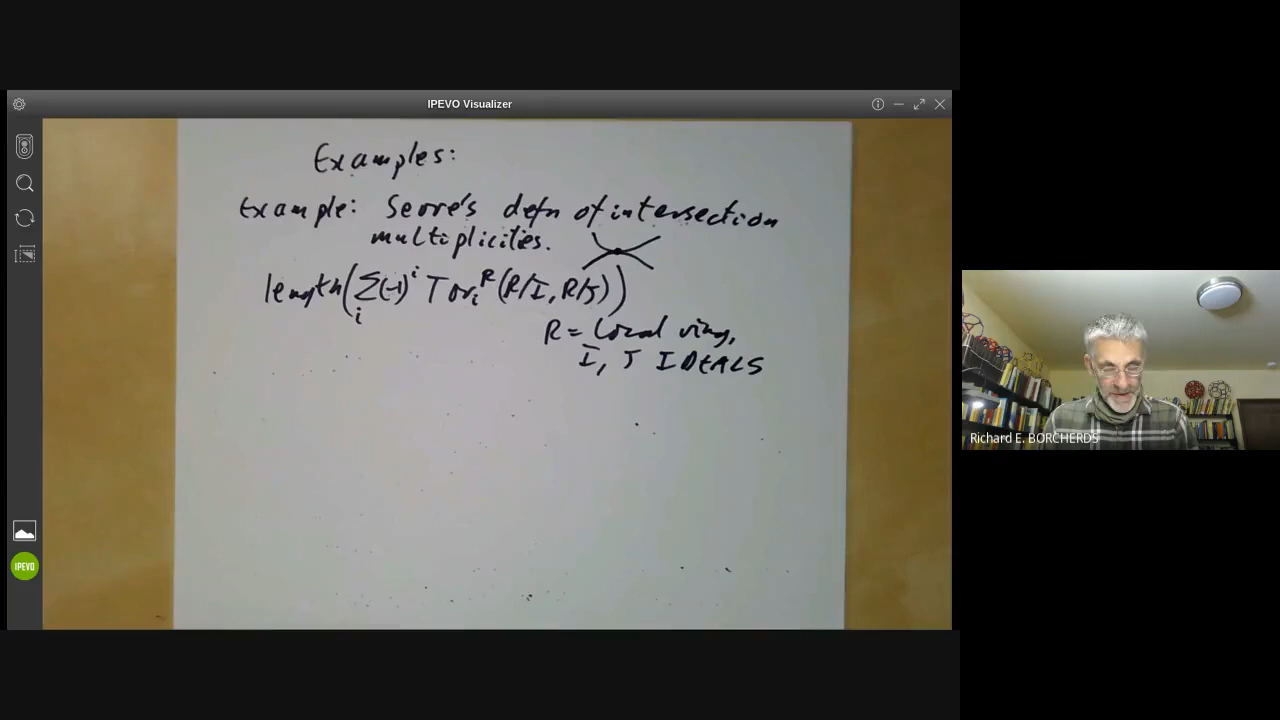 IPEVO Visualizer
Examples:
Example: Serre's defn of intersection
multiplicities.
length(∑(-1)^i Tor_i^R(R/I, R/J))
i
R = Local ring,
I, J IDEALS
Richard E. BORCHERDS
IPEVO